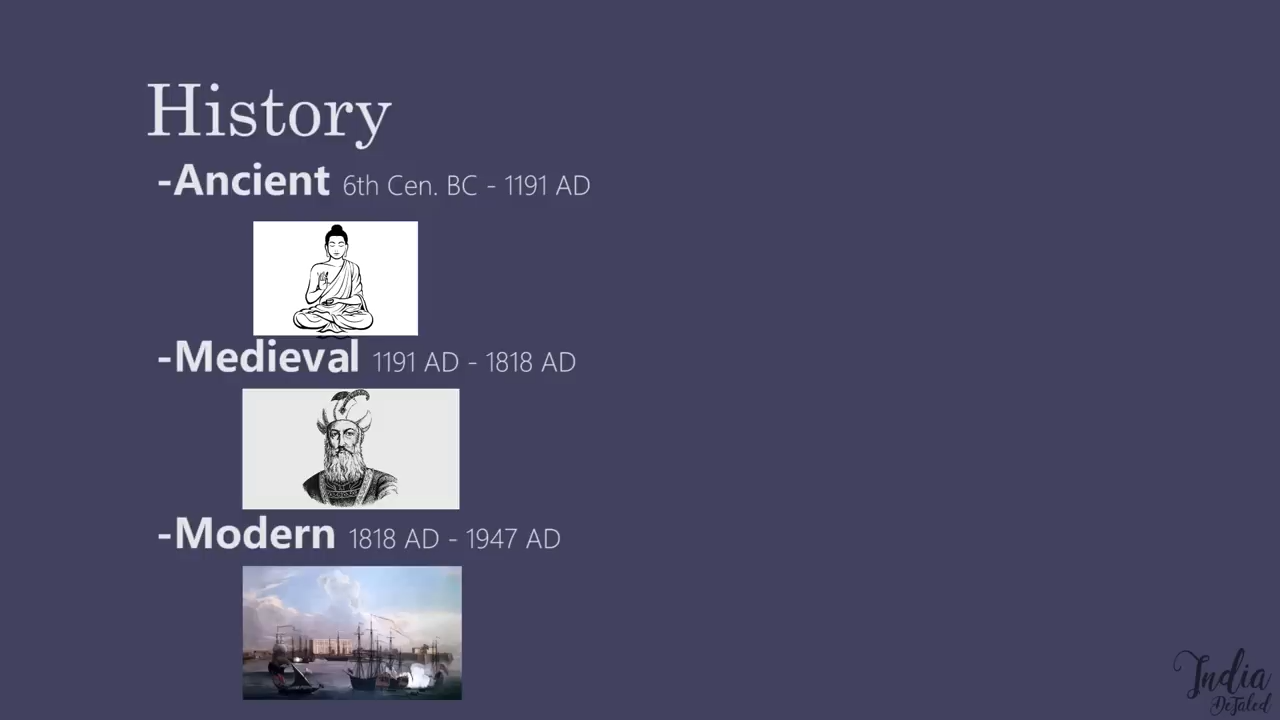 History
-Ancient 6th Cen. BC - 1191 AD
-Medieval 1191 AD - 1818 AD
-Modern 1818 AD - 1947 AD
India
DeTaled